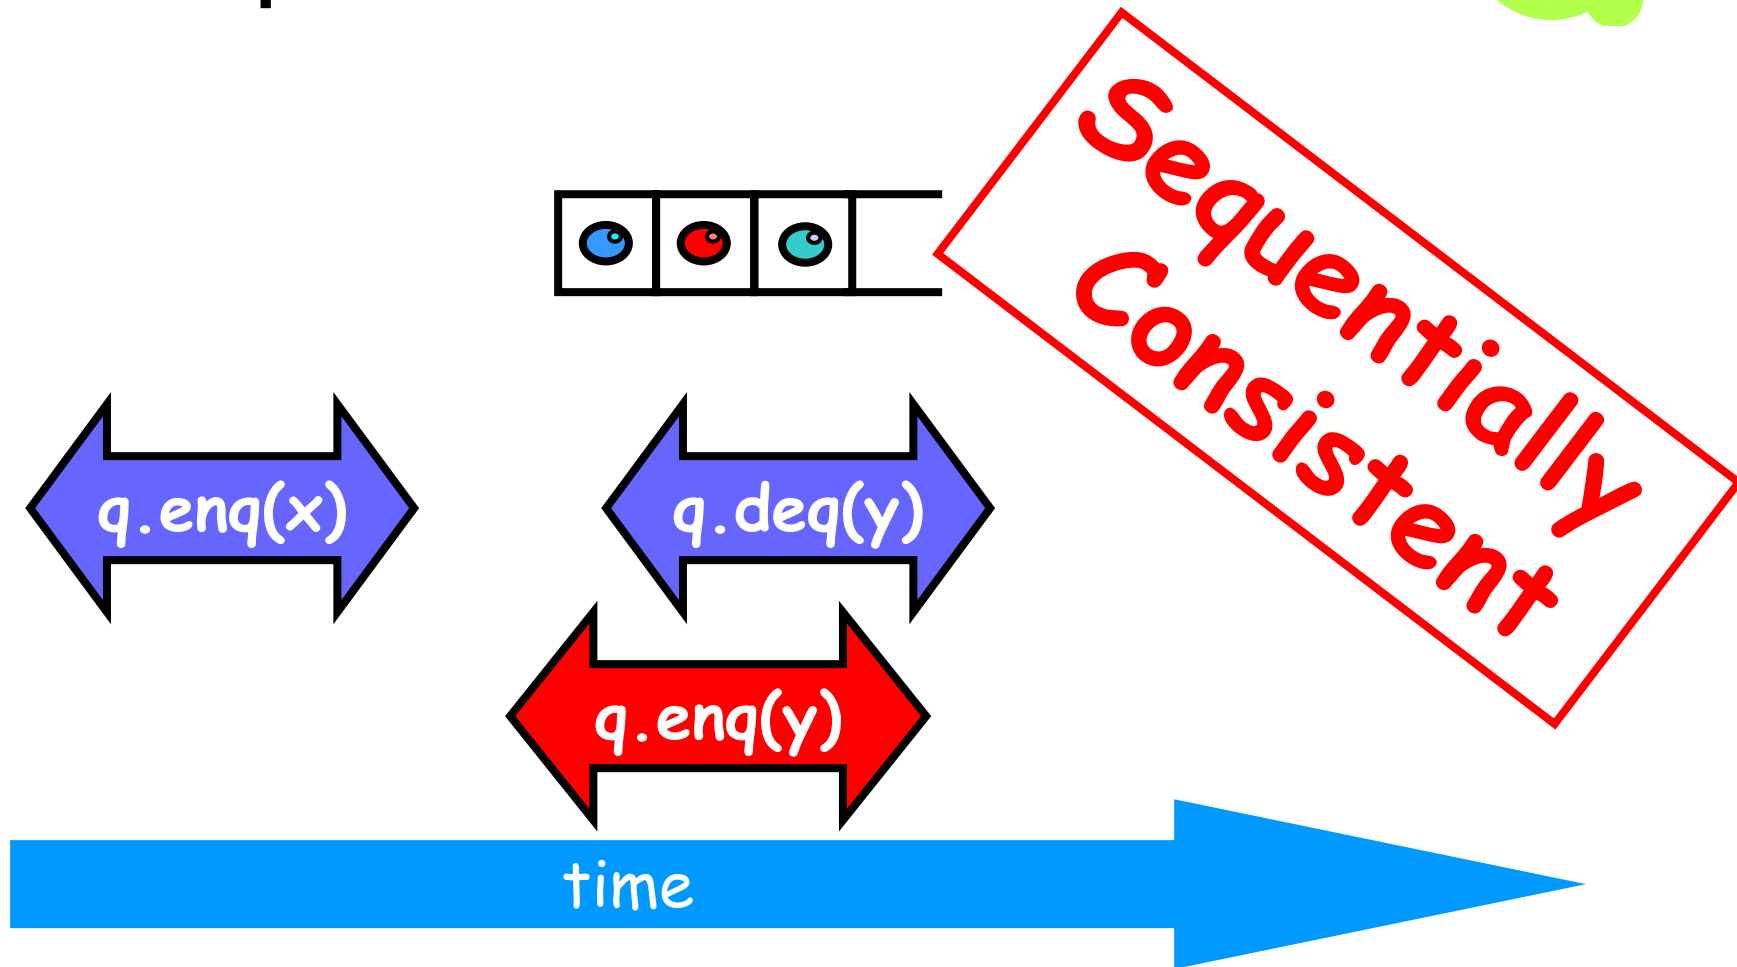 Sequentially
Consistent
q.enq(x)
q.deq(y)
q.enq(y)
time